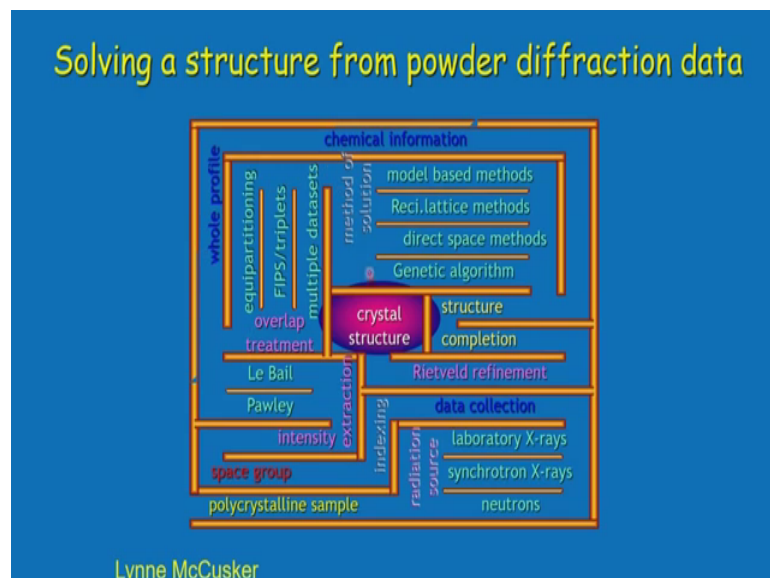 Solving a structure from powder diffraction data
chemical information
whole profile
equipartitioning
FIPS/triplets
multiple datasets
method of
solution
model based methods
Reci.lattice methods
direct space methods
Genetic algorithm
overlap
treatment
crystal
structure
structure
completion
Rietveld refinement
Le Bail
Pawley
intensity
extraction
indexing
data collection
radiation
source
laboratory X-rays
synchrotron X-rays
neutrons
space group
polycrystalline sample
Lynne McCusker